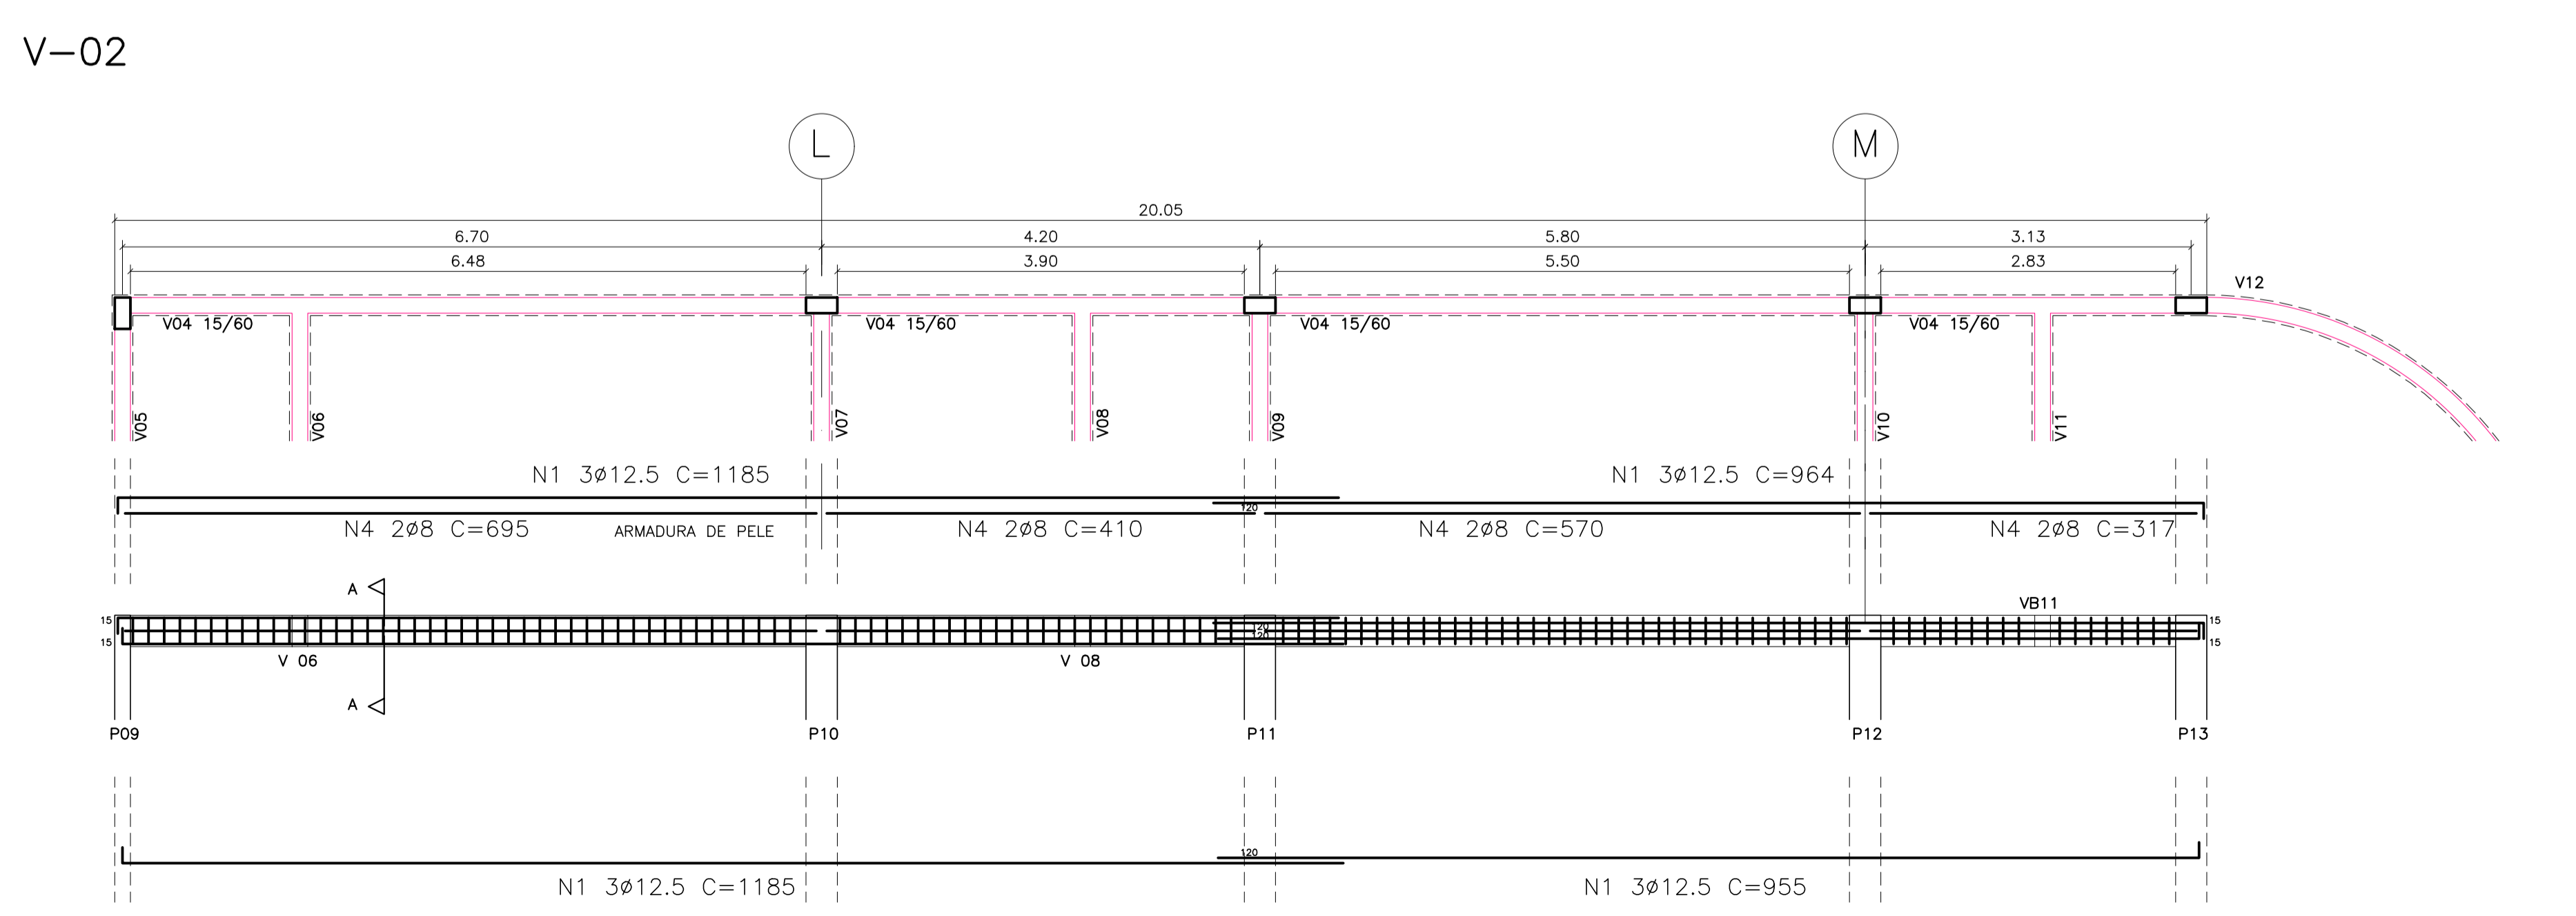 V-02
L
M
20.05
6.70
4.20
5.80
3.13
6.48
3.90
5.50
2.83
V12
V04 15/60
V04 15/60
V04 15/60
V04 15/60
V05
V06
V07
V08
V09
V10
V11
N1 3ø12.5 C=1185
N1 3ø12.5 C=964
120
N4 2ø8 C=695
ARMADURA DE PELE
N4 2ø8 C=410
N4 2ø8 C=570
N4 2ø8 C=317
A
VB11
15
120
15
15
120
15
V 06
V 08
A
P09
P10
P11
P12
P13
120
N1 3ø12.5 C=1185
N1 3ø12.5 C=955